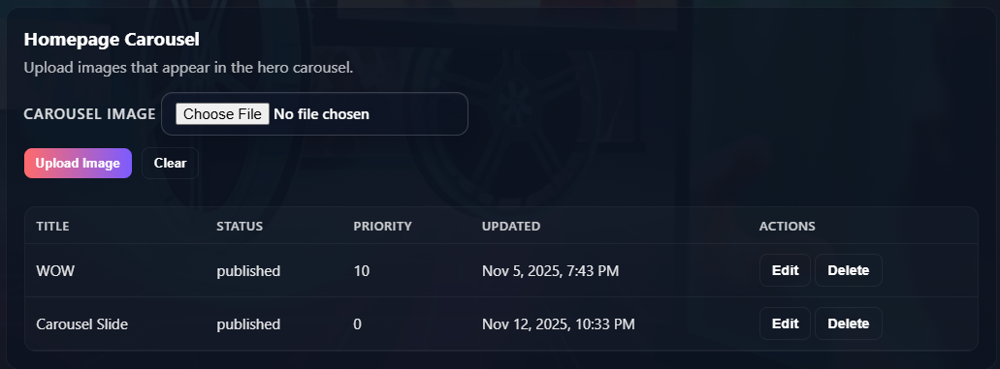 Homepage Carousel
Upload images that appear in the hero carousel.
CAROUSEL IMAGE Choose File No file chosen
Upload Image Clear
TITLE STATUS PRIORITY UPDATED ACTIONS
WOW published 10 Nov 5, 2025, 7:43 PM Edit Delete
Carousel Slide published 0 Nov 12, 2025, 10:33 PM Edit Delete